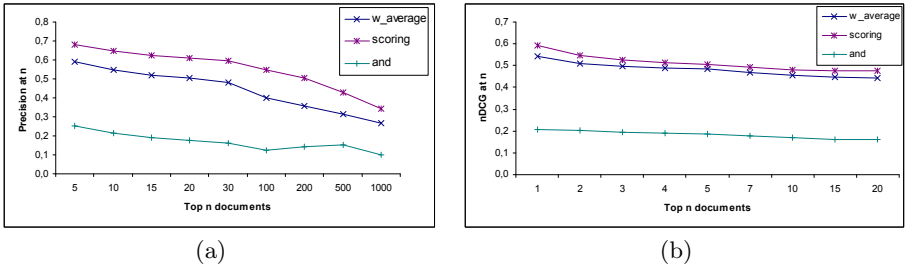 0,8
0,7
0,6
0,5
0,4
0,3
0,2
0,1
0,0
Precision at n
5 10 15 20 30 100 200 500 1000
Top n documents
w_average
scoring
and
(a)
0,7
0,6
0,5
0,4
0,3
0,2
0,1
0,0
nDCG at n
1 2 3 4 5 7 10 15 20
Top n documents
w_average
scoring
and
(b)